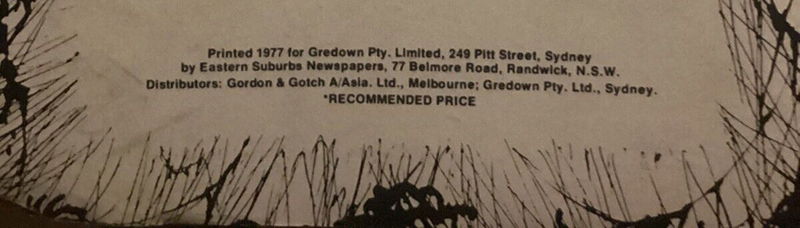 Printed 1977 for Gredown Pty. Limited, 249 Pitt Street, Sydney
by Eastern Suburbs Newspapers, 77 Belmore Road, Randwick, N.S.W.
Distributors: Gordon & Gotch A/Asia. Ltd., Melbourne; Gredown Pty. Ltd., Sydney.
*RECOMMENDED PRICE